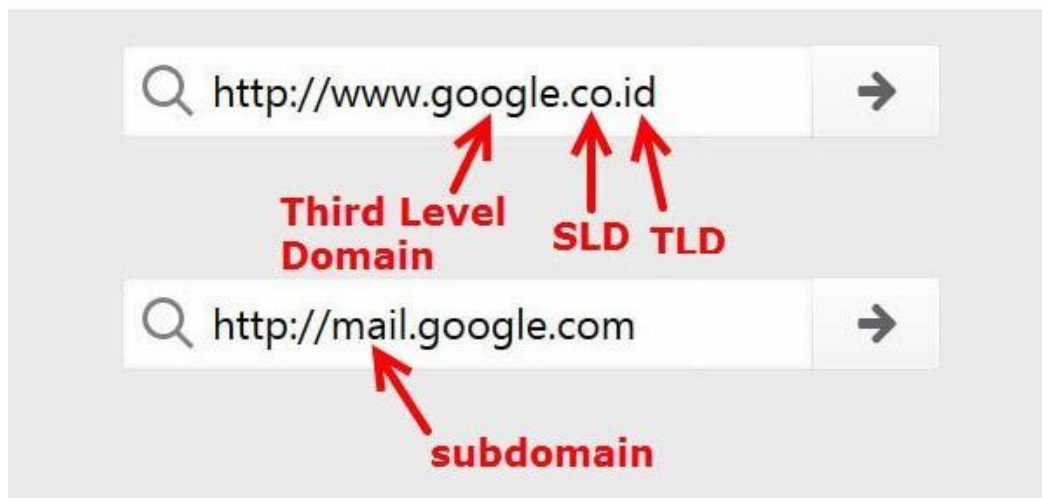 http://www.google.co.id
Third Level
Domain
SLD
TLD
http://mail.google.com
subdomain